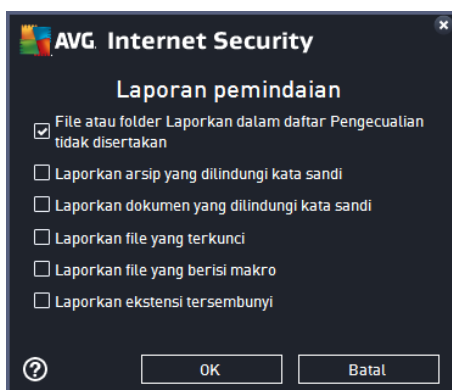 AVG. Internet Security
Laporan pemindaian
File atau folder Laporkan dalam daftar Pengecualian
tidak disertakan
Laporkan arsip yang dilindungi kata sandi
Laporkan dokumen yang dilindungi kata sandi
Laporkan file yang terkunci
Laporkan file yang berisi makro
Laporkan ekstensi tersembunyi
?
OK
Batal